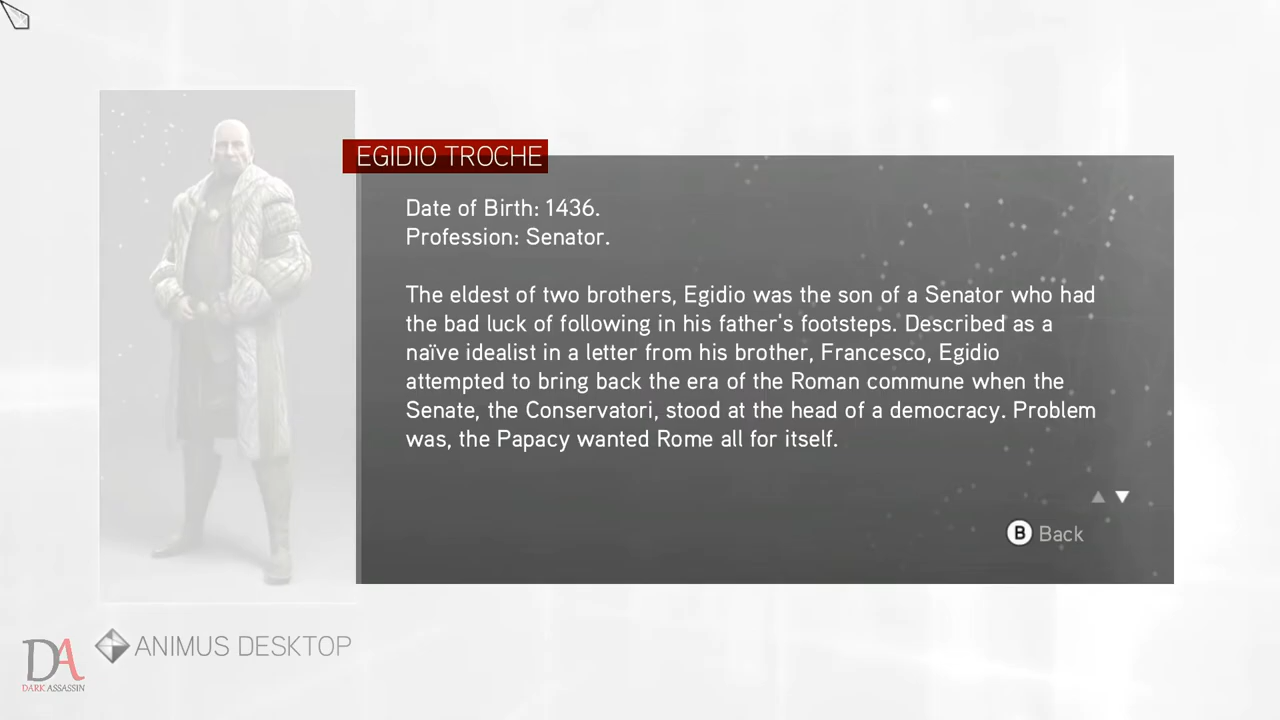 EGIDIO TROCHE
Date of Birth: 1436.
Profession: Senator.
The eldest of two brothers, Egidio was the son of a Senator who had
the bad luck of following in his father's footsteps. Described as a
naïve idealist in a letter from his brother, Francesco, Egidio
attempted to bring back the era of the Roman commune when the
Senate, the Conservatori, stood at the head of a democracy. Problem
was, the Papacy wanted Rome all for itself.
B Back
ANIMUS DESKTOP
DA
DARK ASSASSIN